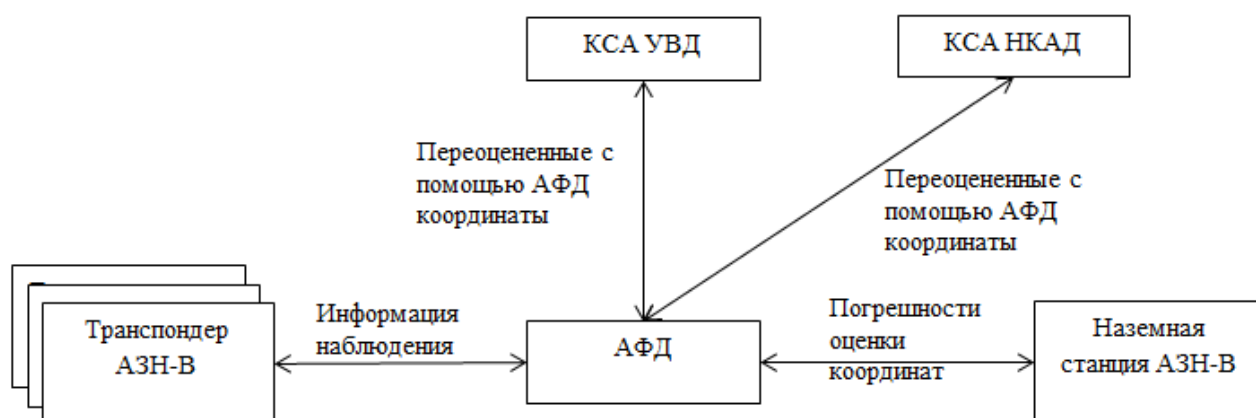 КСА УВД
КСА НКАД
Переоцененные с
помощью АФД
координаты
Переоцененные с
помощью АФД
координаты
Транспондер
АЗН-В
Информация
наблюдения
АФД
Погрешности
оценки
координат
Наземная
станция АЗН-В